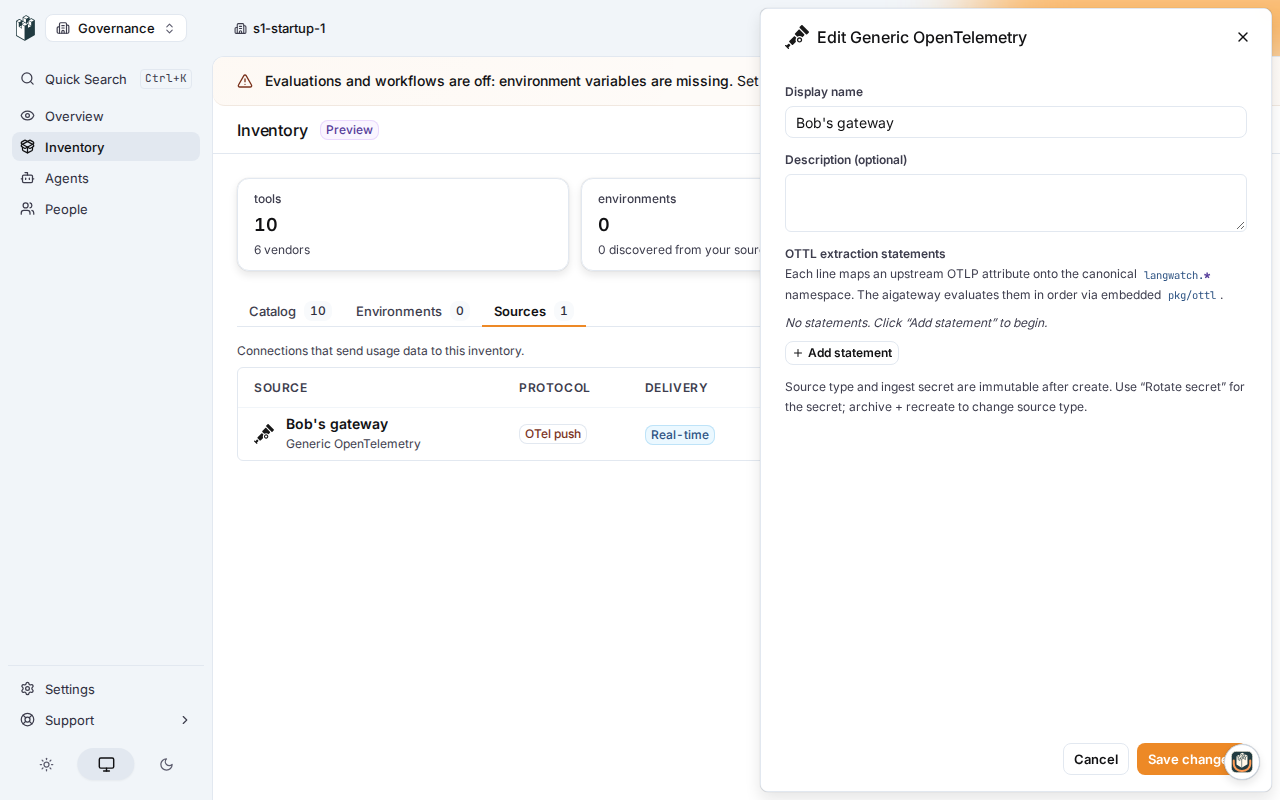 Governance
s1-startup-1
Quick Search Ctrl+K
Overview
Inventory
Agents
People
Settings
Support
Evaluations and workflows are off: environment variables are missing. Set
Inventory Preview
tools
10
6 vendors
environments
0
0 discovered from your
Catalog 10 Environments 0 Sources 1
Connections that send usage data to this inventory.
SOURCE PROTOCOL DELIVERY
Bob's gateway
Generic OpenTelemetry
OTel push
Real-time
Edit Generic OpenTelemetry
Display name
Bob's gateway
Description (optional)
OTTL extraction statements
Each line maps an upstream OTLP attribute onto the canonical langwatch.*
namespace. The aigateway evaluates them in order via embedded pkg/ottl.
No statements. Click “Add statement” to begin.
+ Add statement
Source type and ingest secret are immutable after create. Use “Rotate secret” for
the secret; archive + recreate to change source type.
Cancel
Save